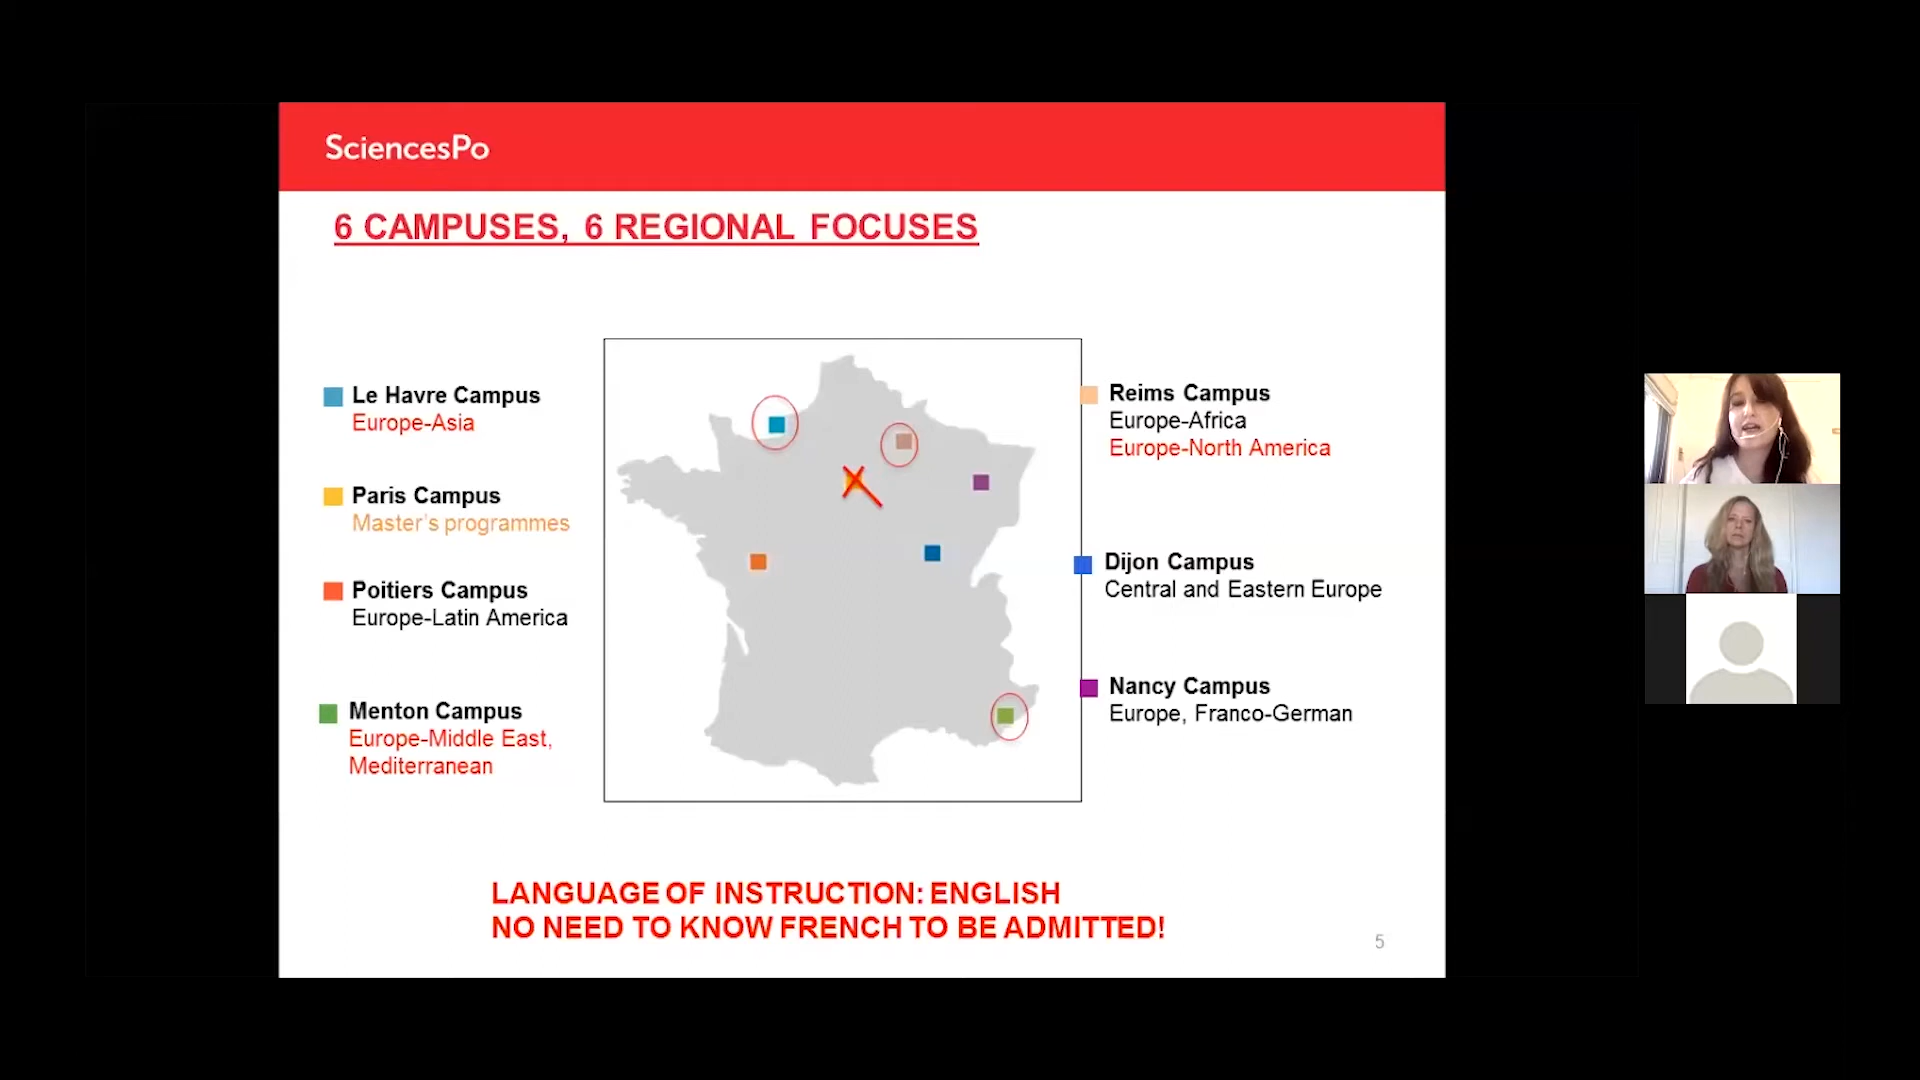 SciencesPo
6 CAMPUSES, 6 REGIONAL FOCUSES
Le Havre Campus
Europe-Asia
Paris Campus
Master's programmes
Poitiers Campus
Europe-Latin America
Menton Campus
Europe-Middle East,
Mediterranean
Reims Campus
Europe-Africa
Europe-North America
Dijon Campus
Central and Eastern Europe
Nancy Campus
Europe, Franco-German
LANGUAGE OF INSTRUCTION: ENGLISH
NO NEED TO KNOW FRENCH TO BE ADMITTED!
5